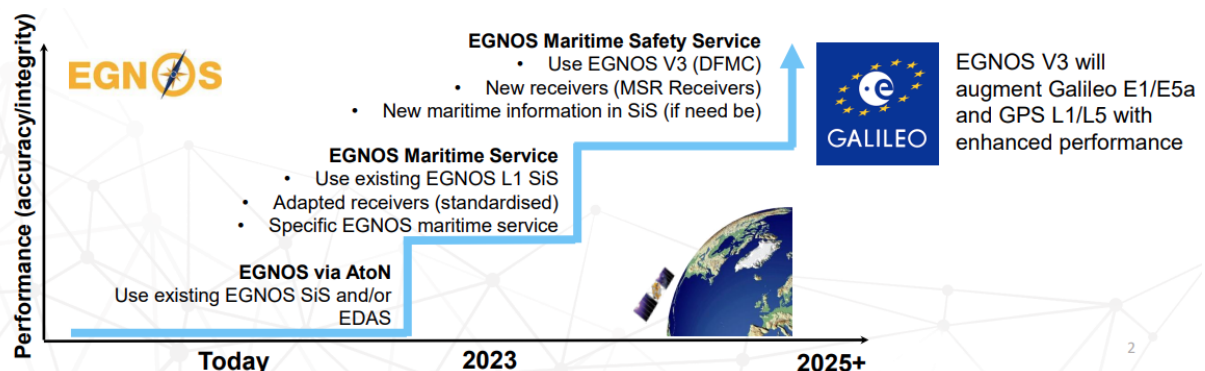 Performance (accuracy/integrity)
EGNOS
EGNOS Maritime Safety Service
• Use EGNOS V3 (DFMC)
• New receivers (MSR Receivers)
• New maritime information in SiS (if need be)
EGNOS Maritime Service
• Use existing EGNOS L1 SiS
• Adapted receivers (standardised)
• Specific EGNOS maritime service
EGNOS via AtoN
Use existing EGNOS SiS and/or
EDAS
GALILEO
EGNOS V3 will
augment Galileo E1/E5a
and GPS L1/L5 with
enhanced performance
Today
2023
2025+
2